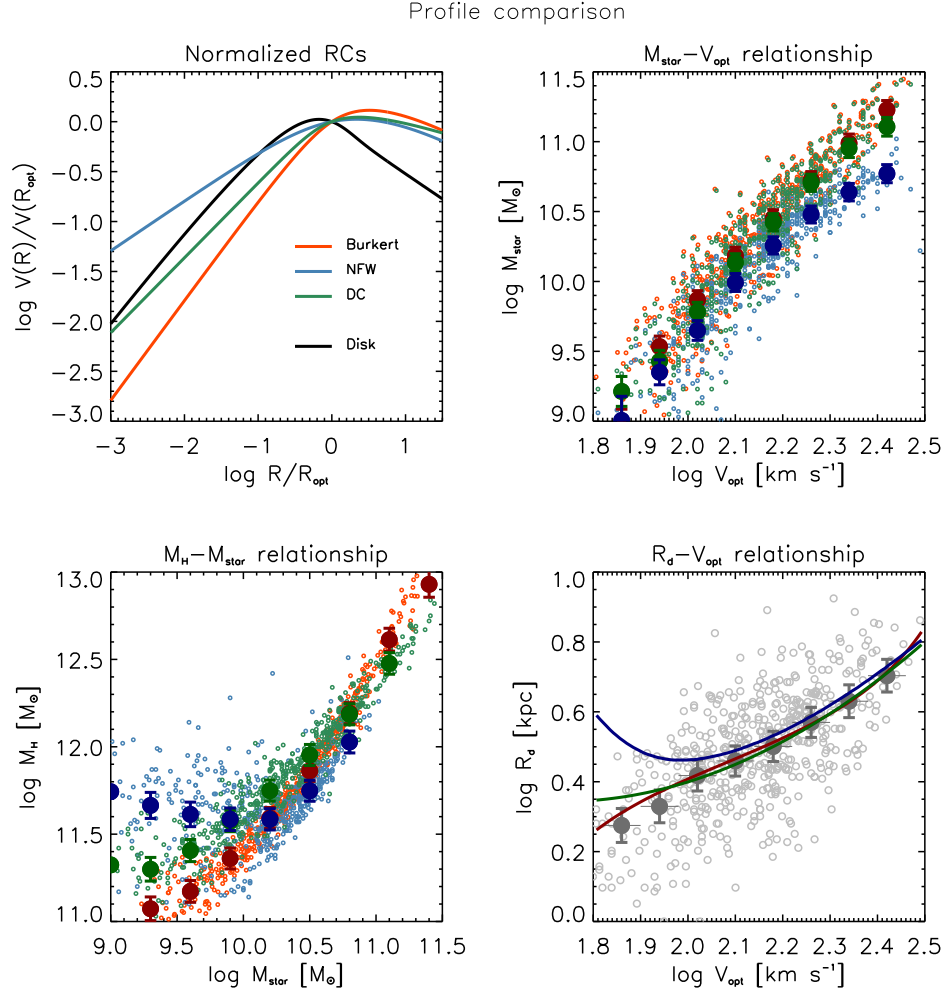 Profile comparison
Normalized RCs
log V(R)/V(Ropt)
0.5
0.0
−0.5
−1.0
−1.5
−2.0
−2.5
−3.0
Burkert
NFW
DC
Disk
−3 −2 −1 0 1
log R/Ropt
Mstar−Vopt relationship
log Mstar [M⊙]
11.5
11.0
10.5
10.0
9.5
9.0
1.8 1.9 2.0 2.1 2.2 2.3 2.4 2.5
log Vopt [km s−1]
MH−Mstar relationship
log MH [M⊙]
13.0
12.5
12.0
11.5
11.0
9.0 9.5 10.0 10.5 11.0 11.5
log Mstar [M⊙]
Rd−Vopt relationship
log Rd [kpc]
1.0
0.8
0.6
0.4
0.2
0.0
1.8 1.9 2.0 2.1 2.2 2.3 2.4 2.5
log Vopt [km s−1]